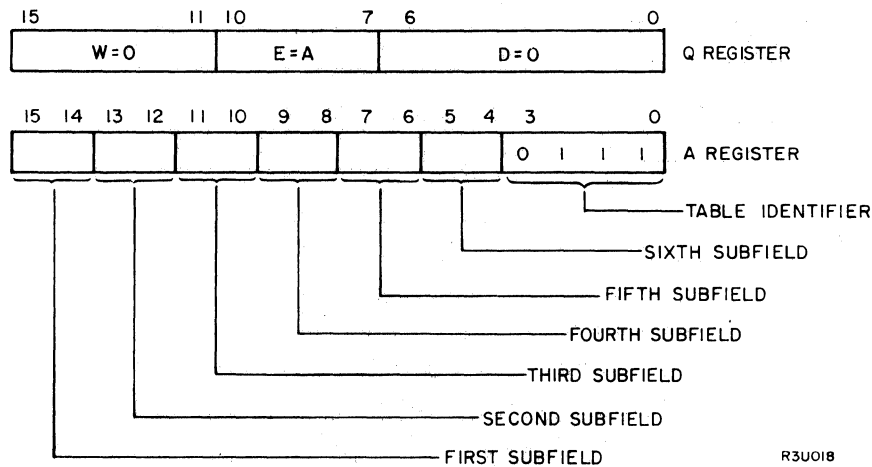 15 11 10 7 6 0
W=0 E=A D=0 Q REGISTER
15 14 13 12 11 10 9 8 7 6 5 4 3 0
0 1 1 1 A REGISTER
TABLE IDENTIFIER
SIXTH SUBFIELD
FIFTH SUBFIELD
FOURTH SUBFIELD
THIRD SUBFIELD
SECOND SUBFIELD
FIRST SUBFIELD R3U018